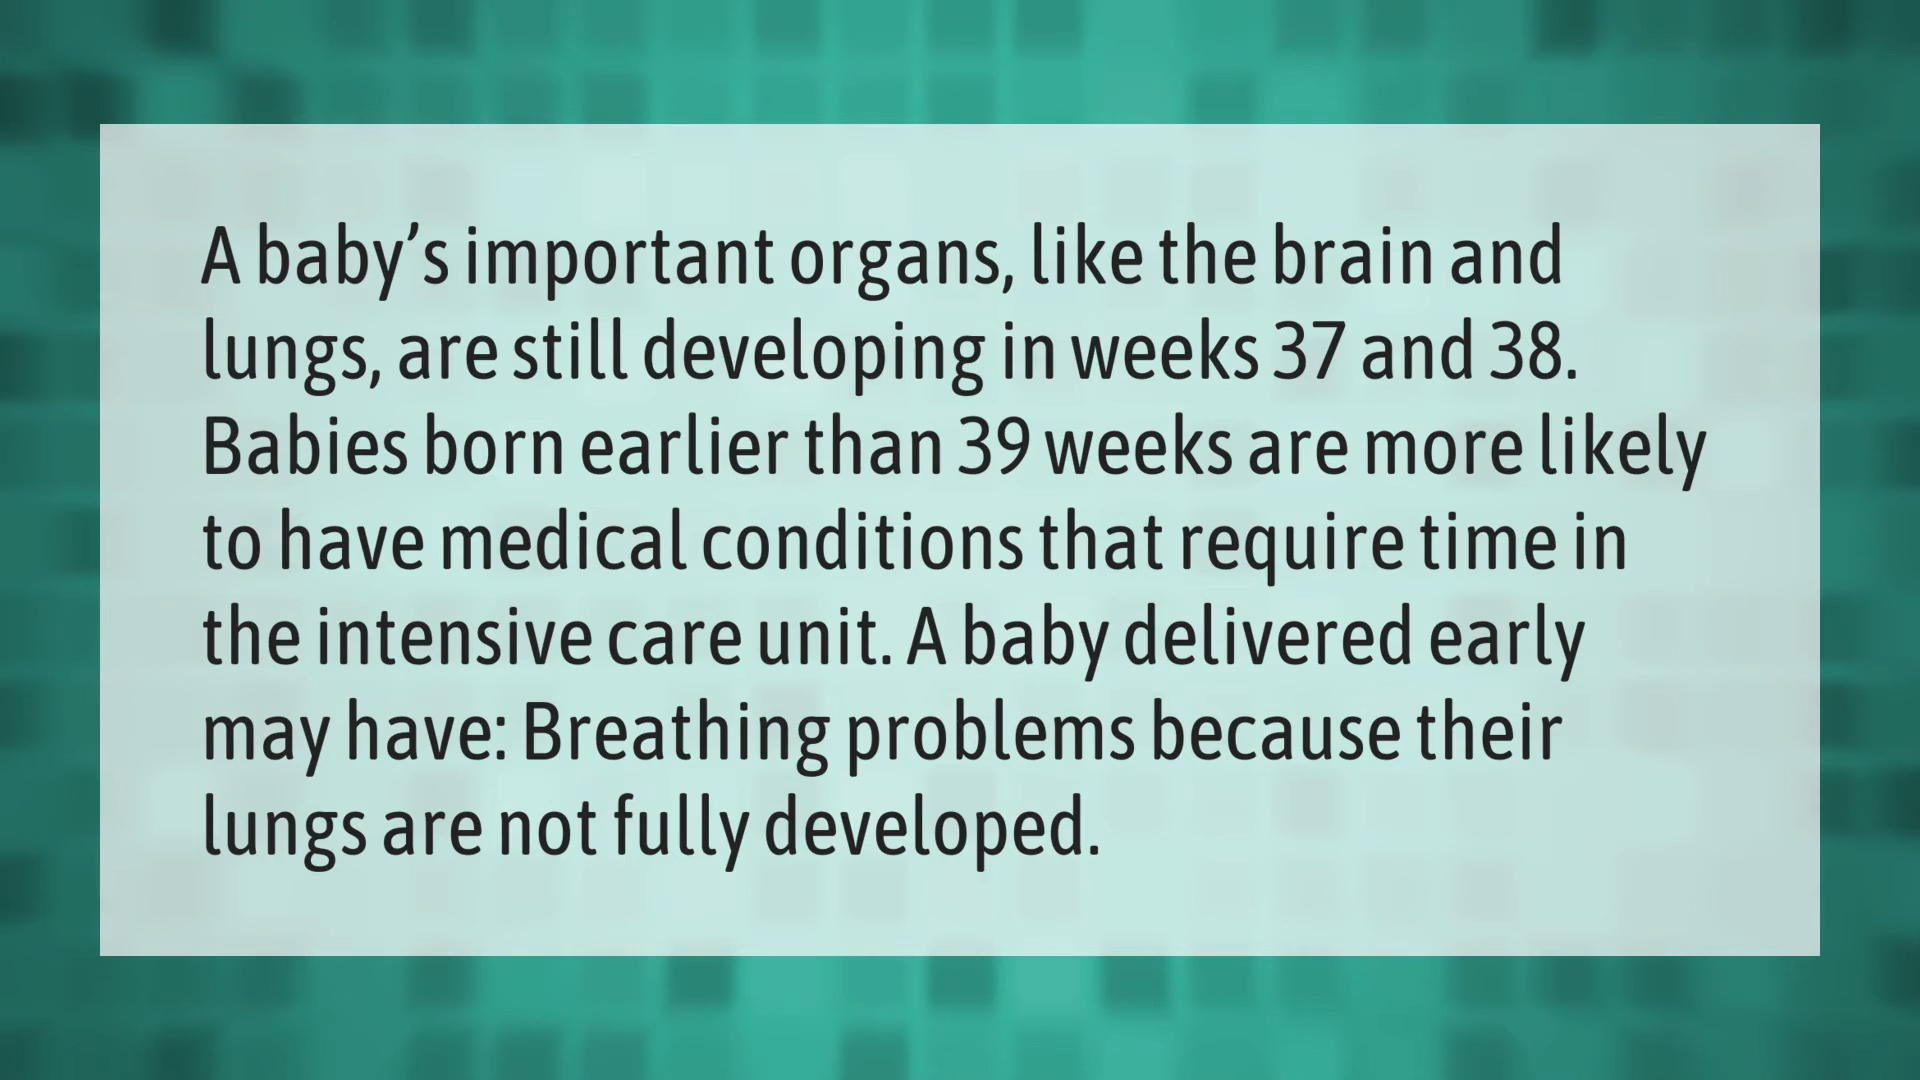 A baby’s important organs, like the brain and
lungs, are still developing in weeks 37 and 38.
Babies born earlier than 39 weeks are more likely
to have medical conditions that require time in
the intensive care unit. A baby delivered early
may have: Breathing problems because their
lungs are not fully developed.